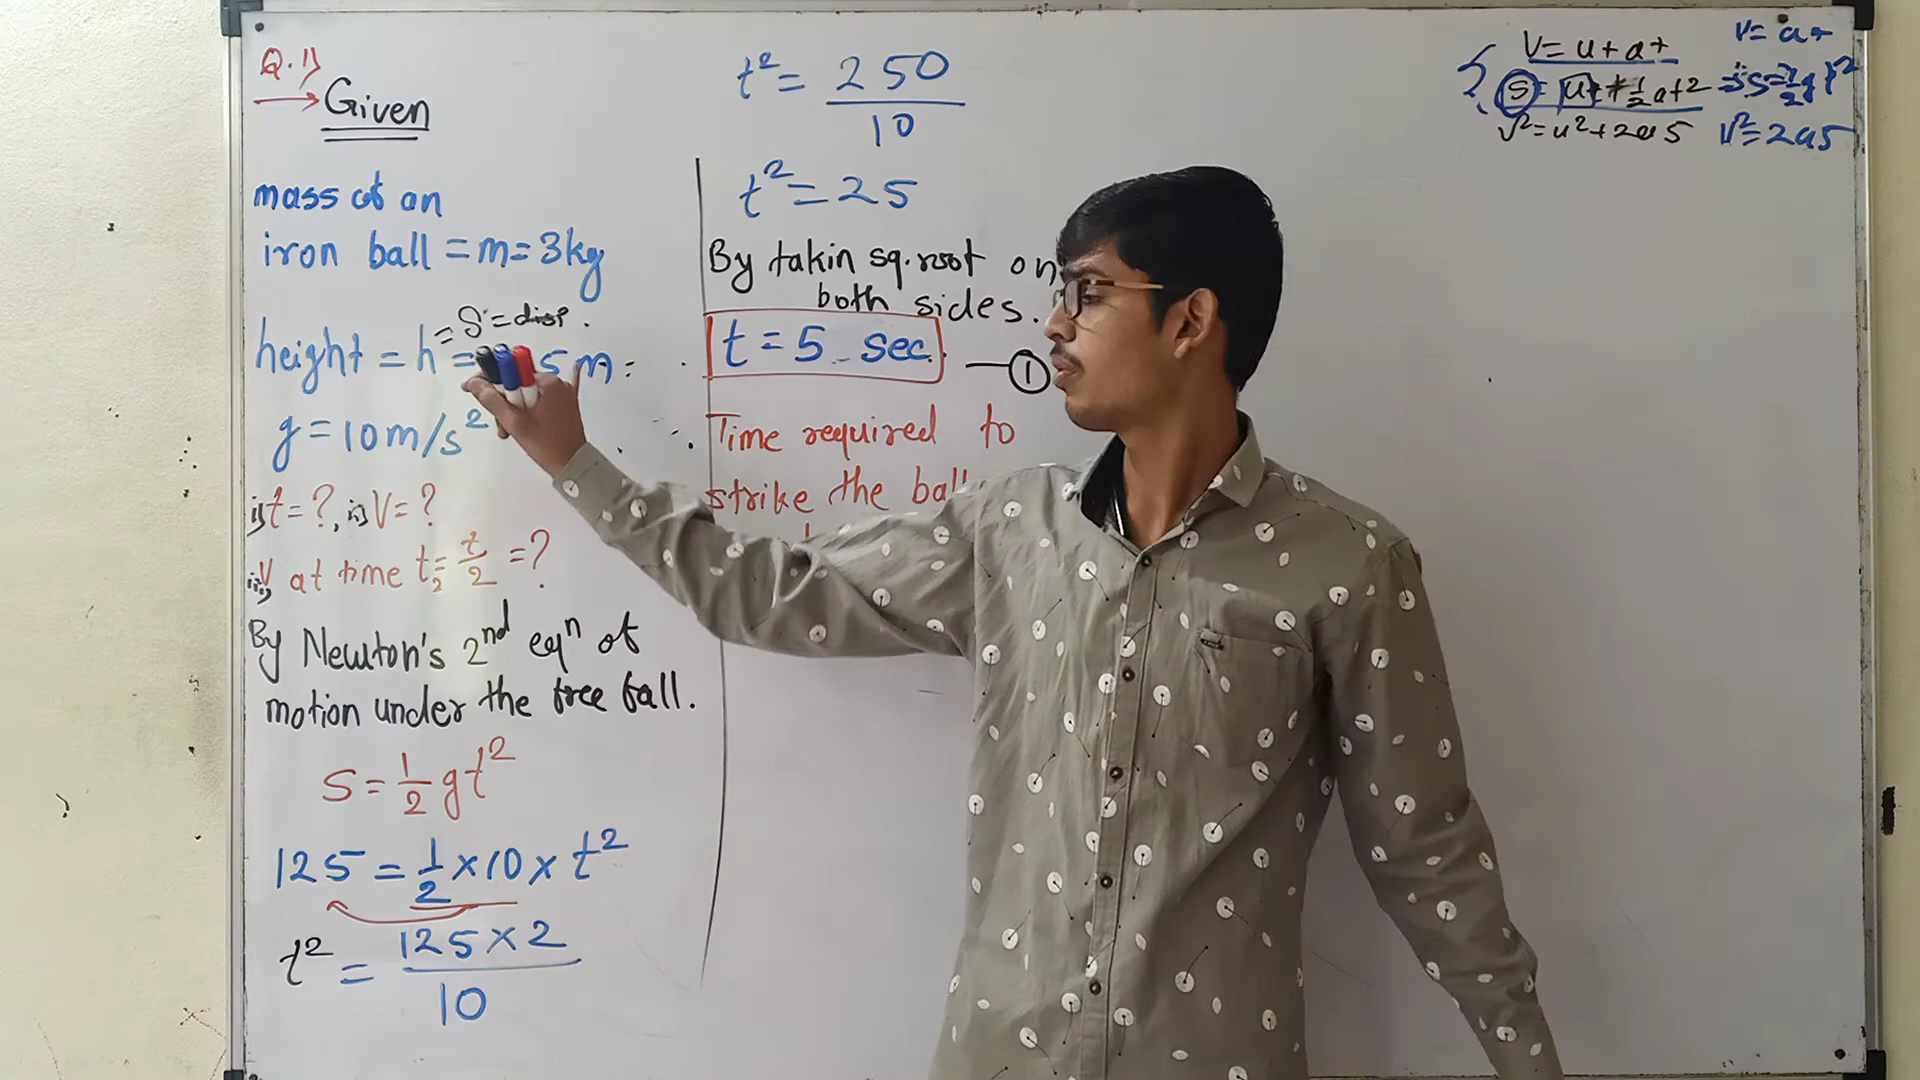 Q.1)
Given
mass of an
iron ball = m = 3kg
= S = disp.
height = h = 5 m
g = 10 m/s²
i) t = ?, ii) V = ?
iii) V at time t₂ = t/2 = ?
By Newton's 2nd eqn of
motion under the free fall.
S = 1/2 gt²
125 = 1/2 × 10 × t²
t² = 125 × 2 / 10
t² = 250 / 10
t² = 25
By takin sq. root on
both sides.
t = 5 sec. — ①
∴ Time required to
strike the ball
V = u + at
S = ut + 1/2 at2
v² = u² + 2as
V = at
S = 1/2 g t²
V² = 2as